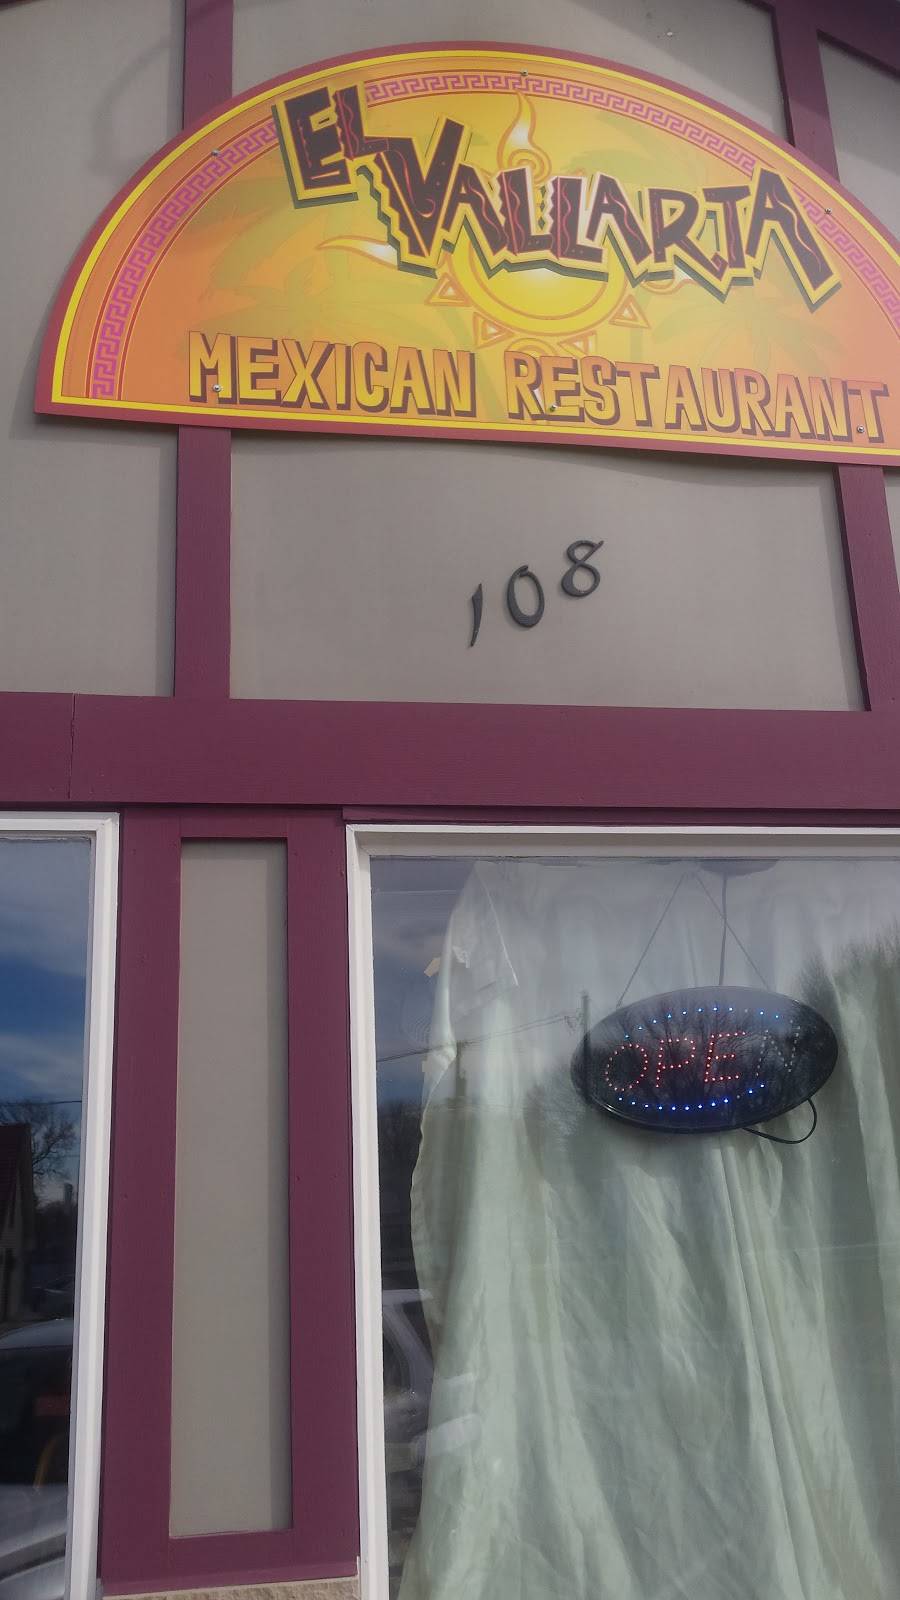 EL VALLARTA
MEXICAN RESTAURANT
108
OPEN